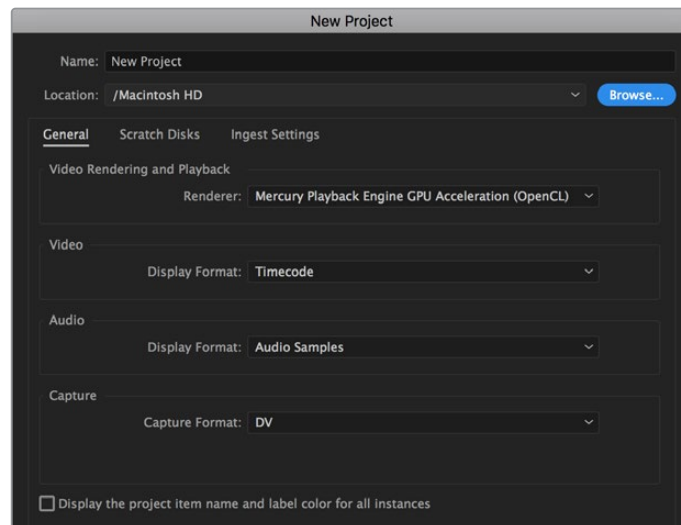 New Project
Name: New Project
Location: /Macintosh HD Browse...
General Scratch Disks Ingest Settings
Video Rendering and Playback
Renderer: Mercury Playback Engine GPU Acceleration (OpenCL)
Video
Display Format: Timecode
Audio
Display Format: Audio Samples
Capture
Capture Format: DV
Display the project item name and label color for all instances